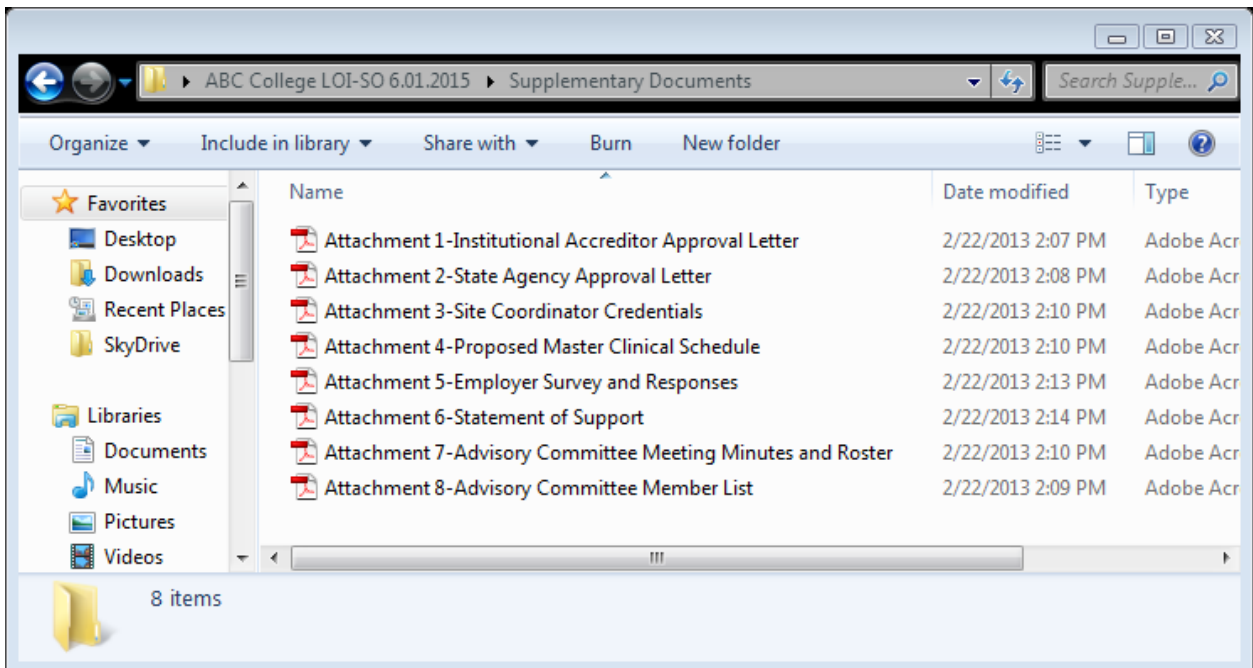 ABC College LOI-SO 6.01.2015 Supplementary Documents Search Supple...
Organize Include in library Share with Burn New folder
Favorites
Desktop
Downloads
Recent Places
SkyDrive
Libraries
Documents
Music
Pictures
Videos
Name Date modified Type
Attachment 1-Institutional Accreditor Approval Letter 2/22/2013 2:07 PM Adobe Acr
Attachment 2-State Agency Approval Letter 2/22/2013 2:08 PM Adobe Acr
Attachment 3-Site Coordinator Credentials 2/22/2013 2:10 PM Adobe Acr
Attachment 4-Proposed Master Clinical Schedule 2/22/2013 2:10 PM Adobe Acr
Attachment 5-Employer Survey and Responses 2/22/2013 2:13 PM Adobe Acr
Attachment 6-Statement of Support 2/22/2013 2:14 PM Adobe Acr
Attachment 7-Advisory Committee Meeting Minutes and Roster 2/22/2013 2:10 PM Adobe Acr
Attachment 8-Advisory Committee Member List 2/22/2013 2:09 PM Adobe Acr
8 items